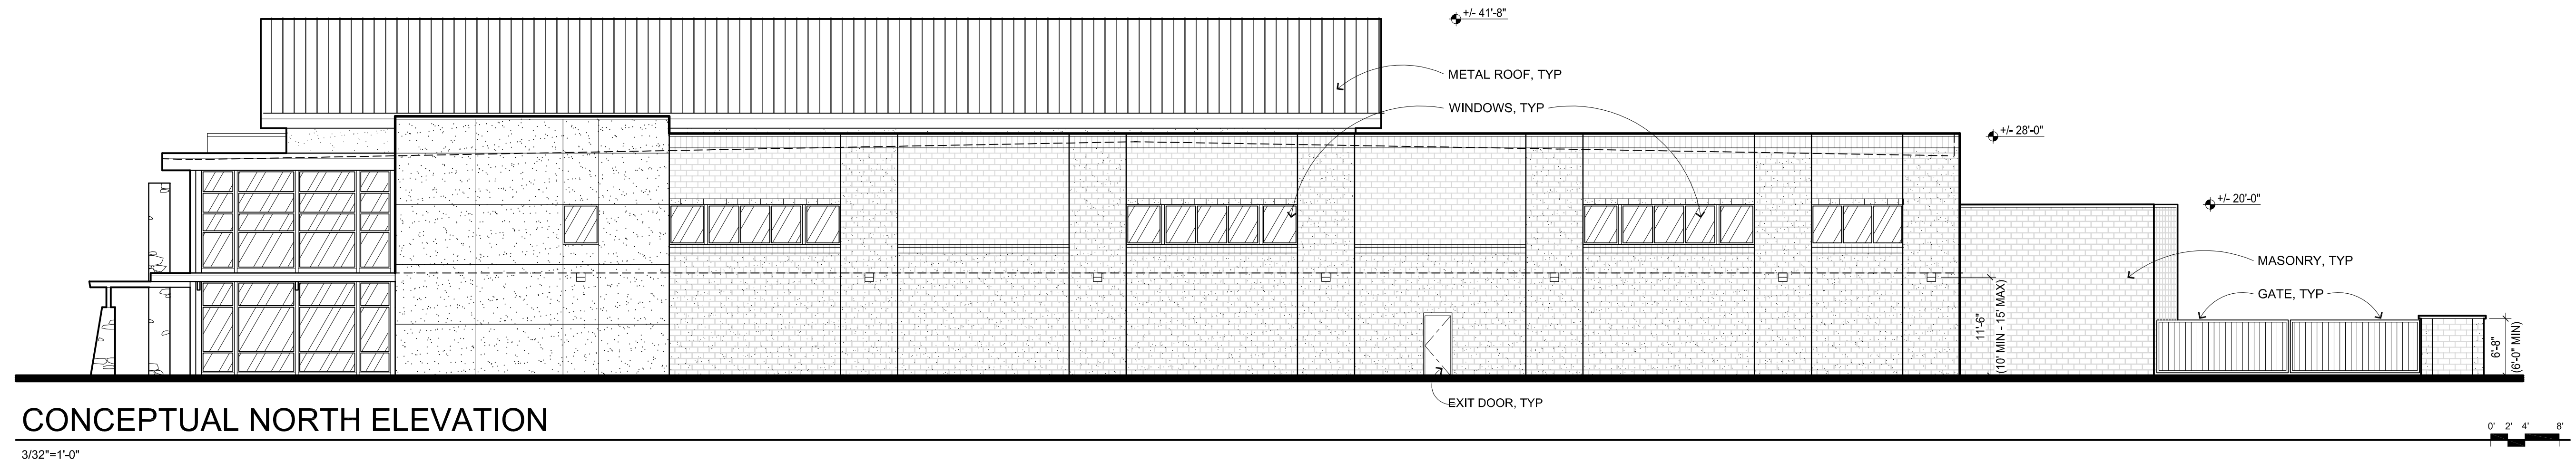 +/- 41'-8"
METAL ROOF, TYP
WINDOWS, TYP
+/- 28'-0"
+/- 20'-0"
MASONRY, TYP
GATE, TYP
11'-6"
(10' MIN - 15' MAX)
6'-8"
(6'-0" MIN)
EXIT DOOR, TYP
CONCEPTUAL NORTH ELEVATION
3/32"=1'-0"
0' 2' 4' 8'